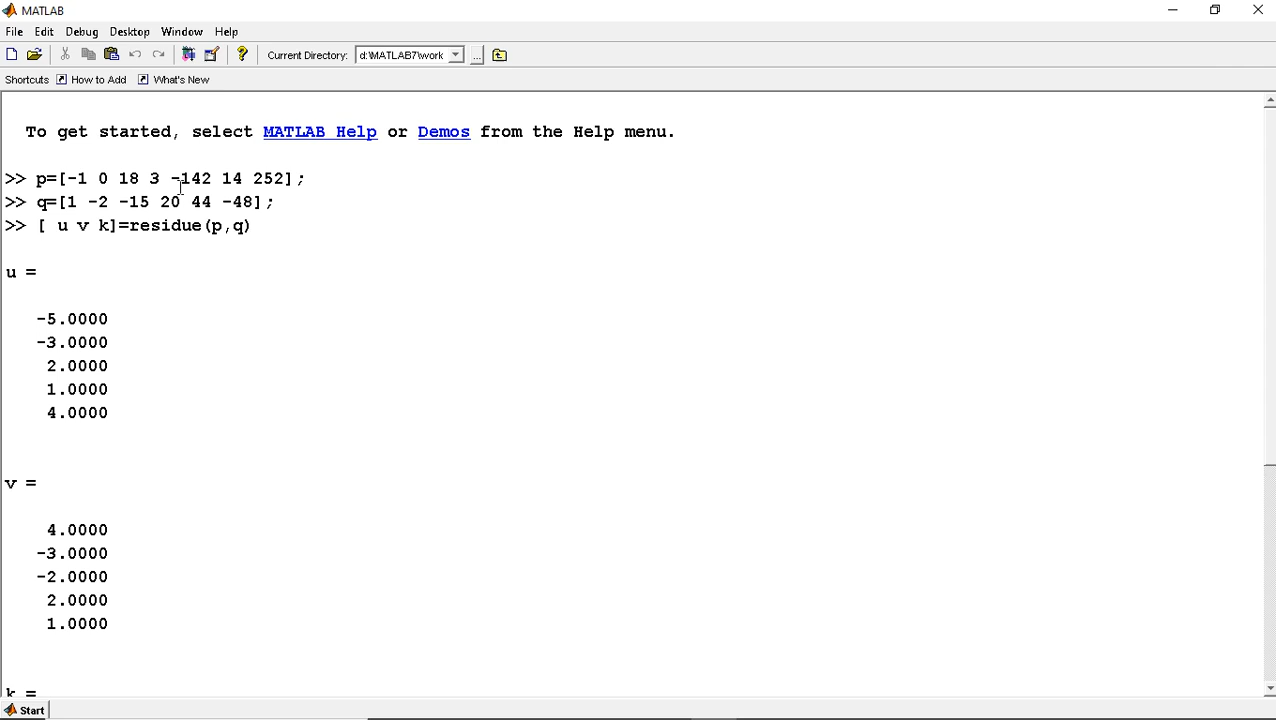 MATLAB
File Edit Debug Desktop Window Help
Current Directory: d:\MATLAB7\work ...
Shortcuts How to Add What's New
To get started, select MATLAB Help or Demos from the Help menu.
>> p=[-1 0 18 3 -142 14 252];
>> q=[1 -2 -15 20 44 -48];
>> [ u v k]=residue(p,q)
u =
-5.0000
-3.0000
2.0000
1.0000
4.0000
v =
4.0000
-3.0000
-2.0000
2.0000
1.0000
k =
Start